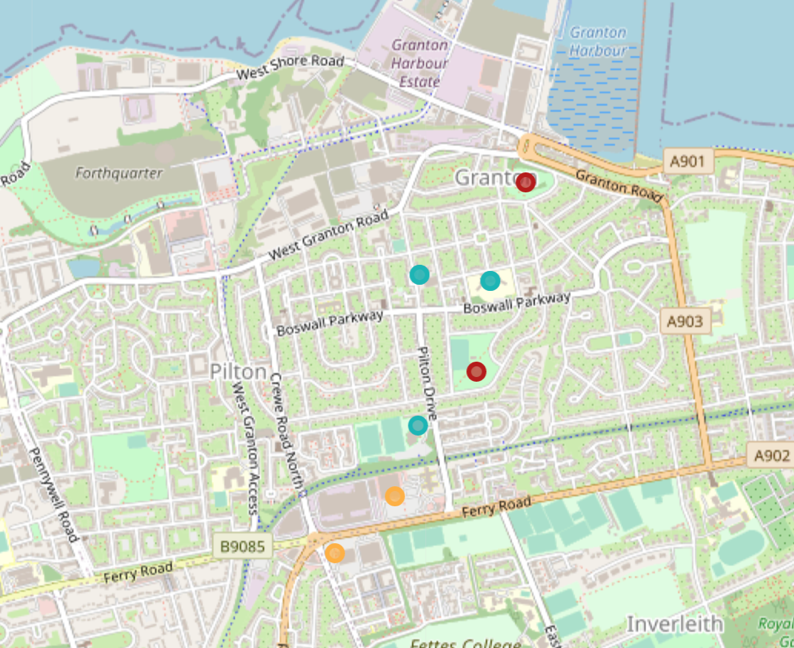 Granton
Harbour
Granton
Harbour
Estate
West Shore Road
A901
Road
Forthquarter
Granton Road
West Granton Road
Boswall Parkway
Boswall Parkway
A903
Pilton
Pilton Drive
Crewe Road North
West Granton Access
Pennywell Road
A902
Ferry Road
B9085
Ferry Road
Inverleith
Fettes College